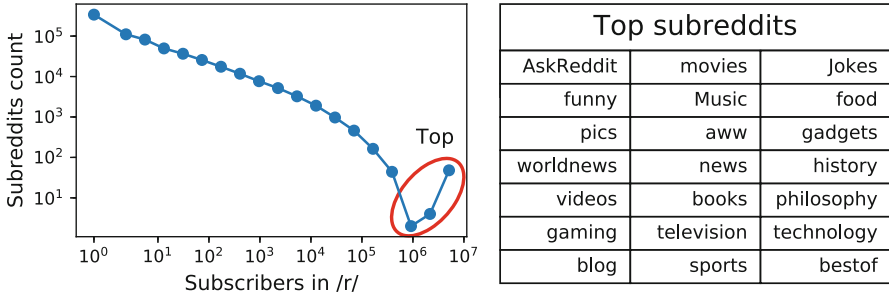 Subreddits count
10^5
10^4
10^3
10^2
10^1
Top
10^0 10^1 10^2 10^3 10^4 10^5 10^6 10^7
Subscribers in /r/
Top subreddits
AskReddit movies Jokes
funny Music food
pics aww gadgets
worldnews news history
videos books philosophy
gaming television technology
blog sports bestof